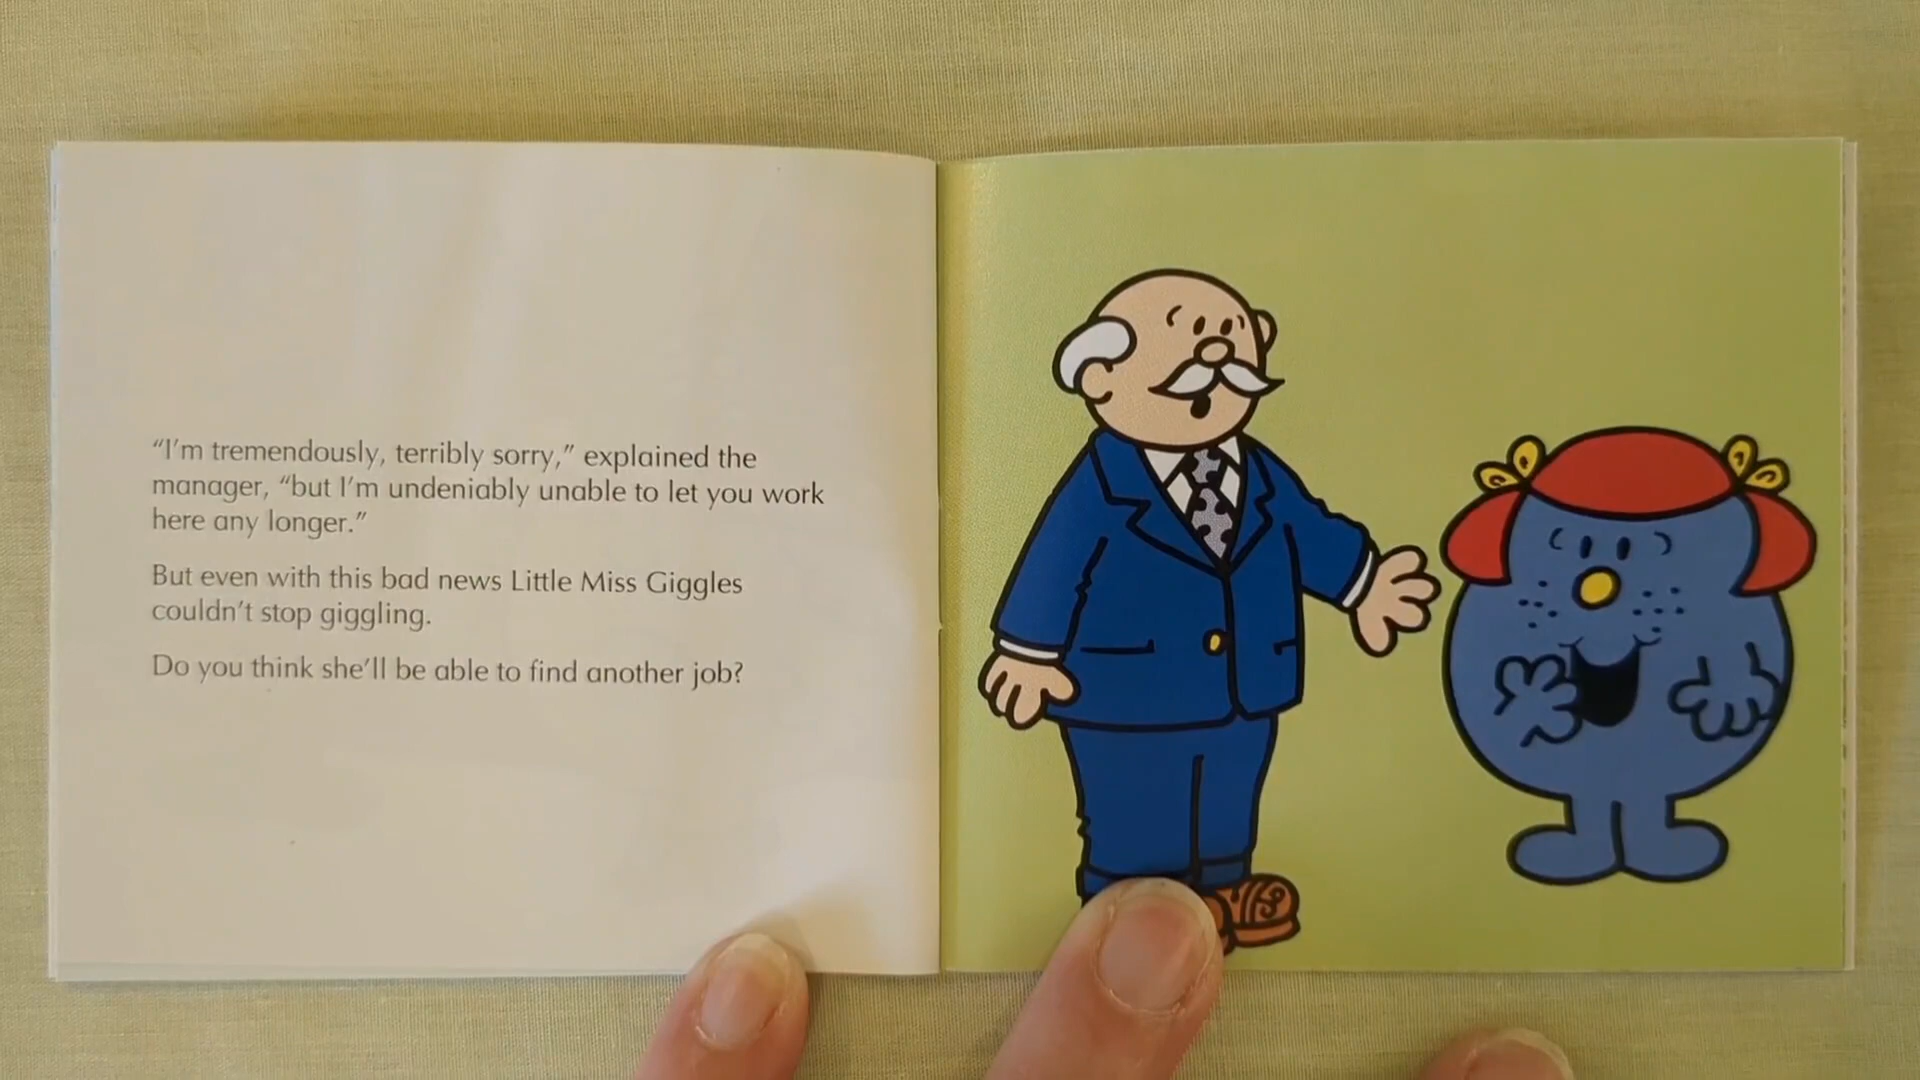 “I’m tremendously, terribly sorry,” explained the
manager, “but I’m undeniably unable to let you work
here any longer.”
But even with this bad news Little Miss Giggles
couldn’t stop giggling.
Do you think she’ll be able to find another job?